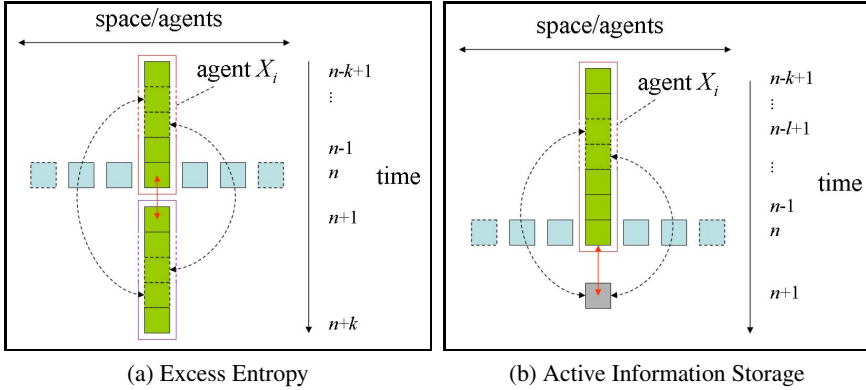 space/agents
agent X_i
n-k+1
⋮
n-1
n
time
n+1
n+k
(a) Excess Entropy
space/agents
agent X_i
n-k+1
⋮
n-l+1
⋮
n-1
n
time
n+1
(b) Active Information Storage